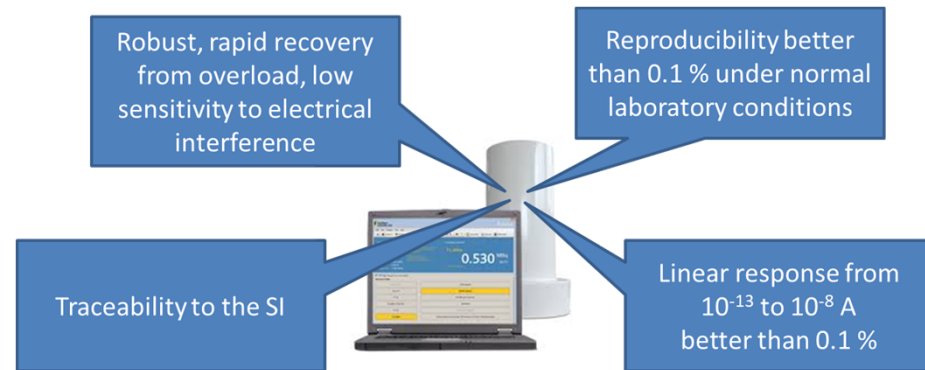 Robust, rapid recovery
from overload, low
sensitivity to electrical
interference
Reproducibility better
than 0.1 % under normal
laboratory conditions
0.530
Traceability to the SI
Linear response from
10⁻¹³ to 10⁻⁸ A
better than 0.1 %